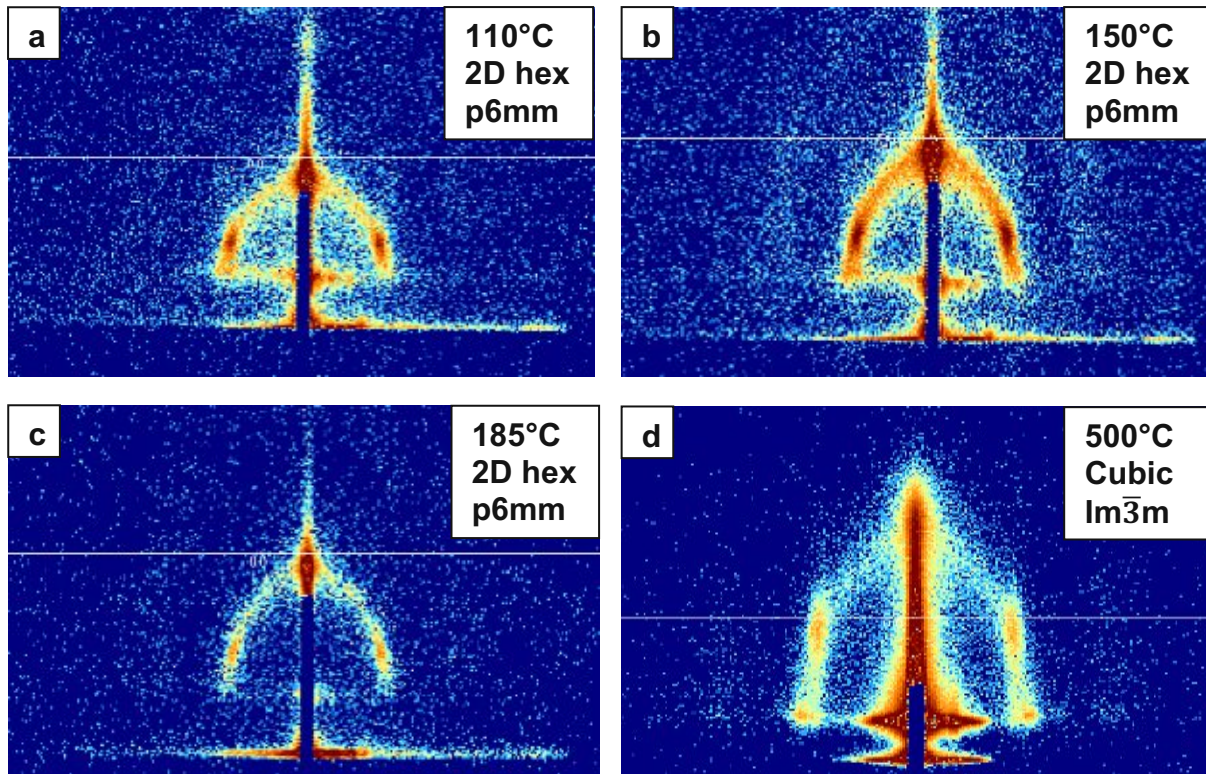 a
110°C
2D hex
p6mm
b
150°C
2D hex
p6mm
c
185°C
2D hex
p6mm
d
500°C
Cubic
Im3̅m